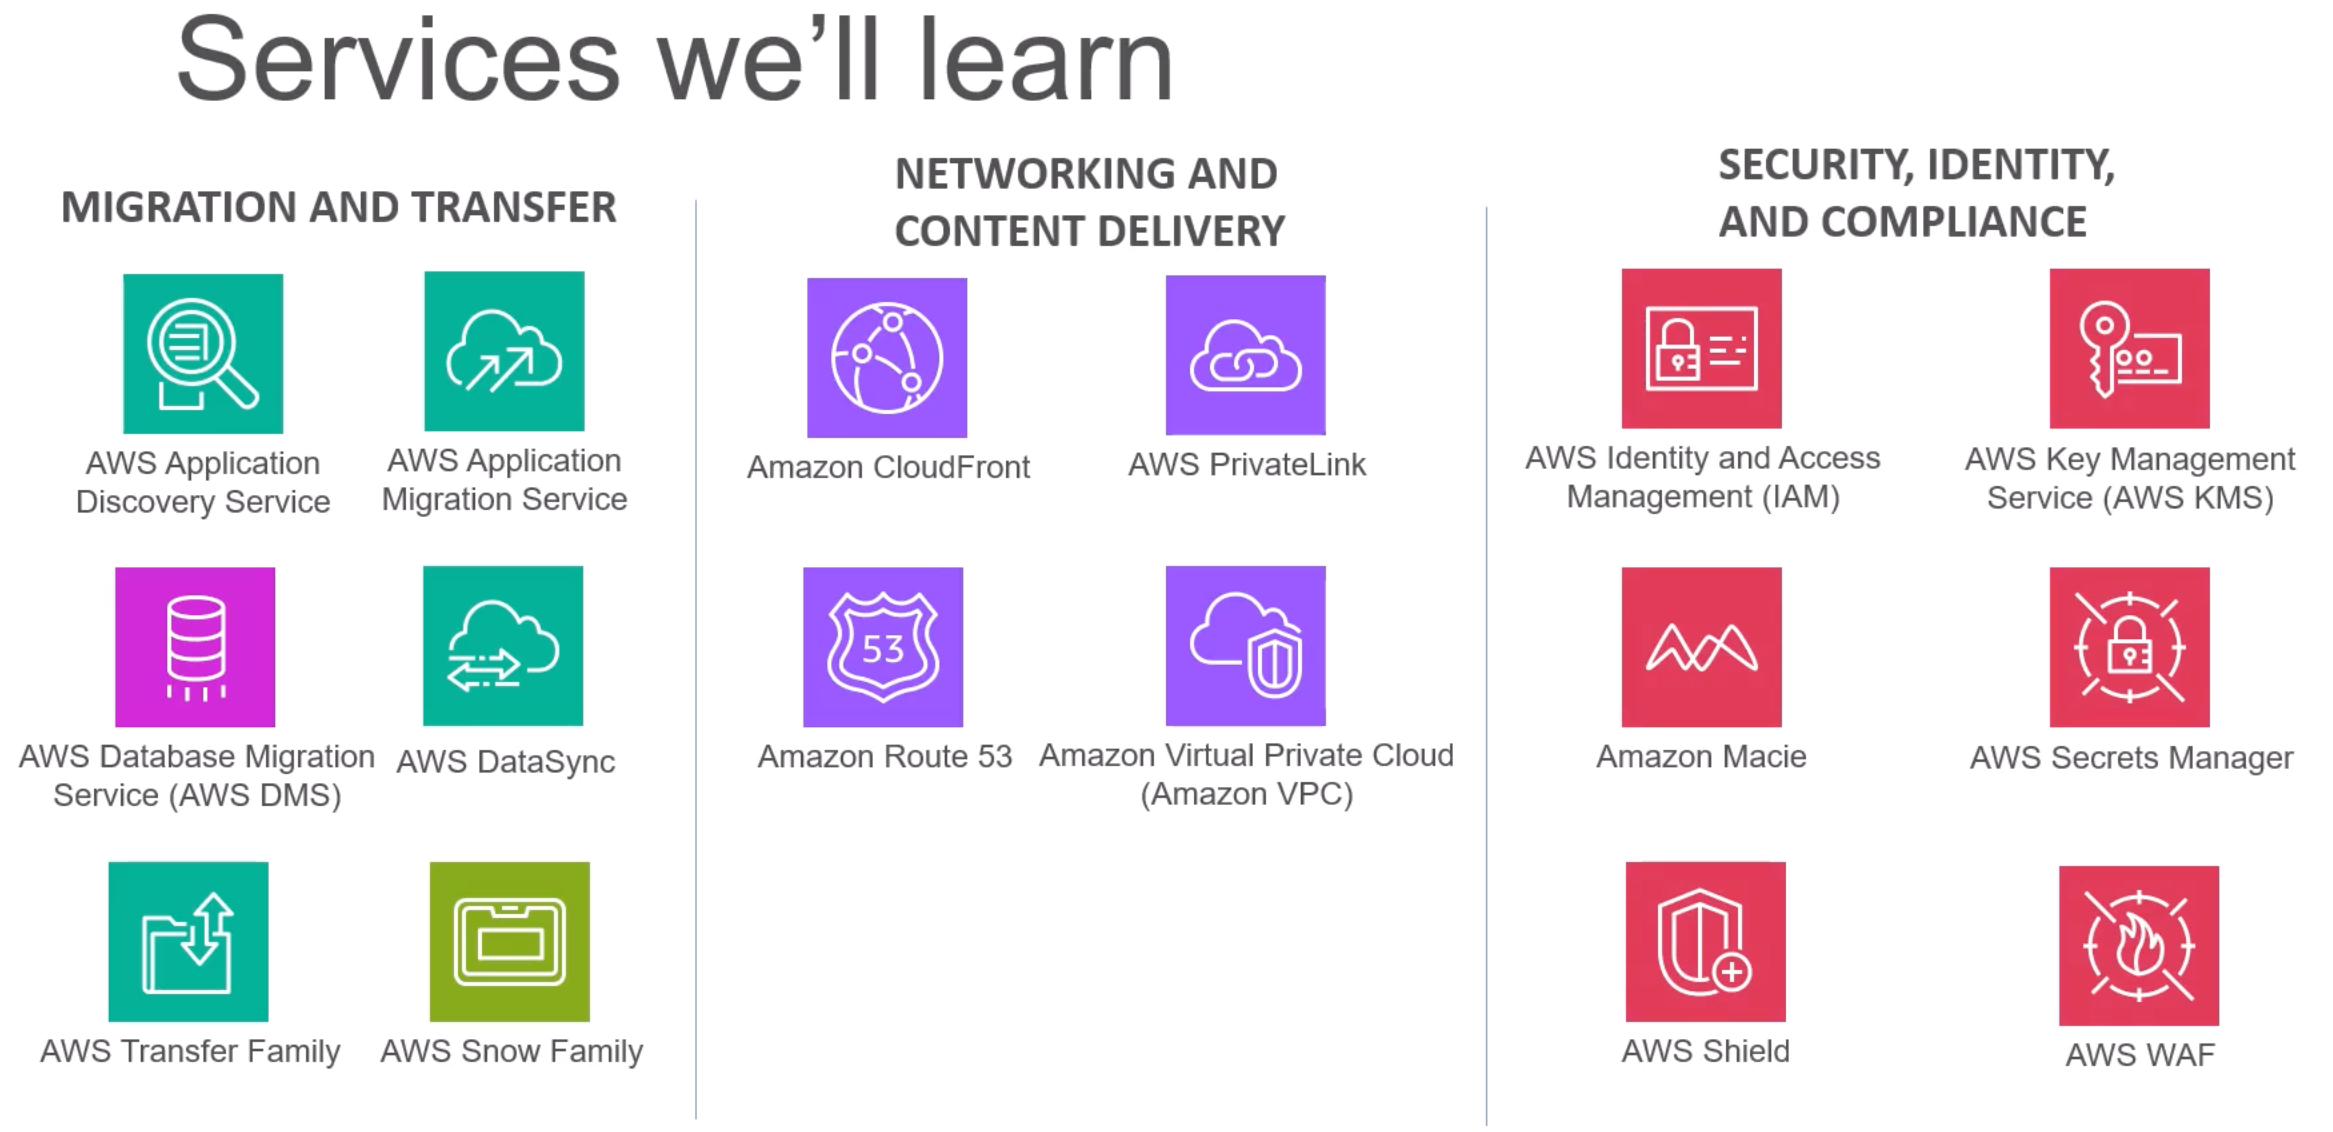 Services we'll learn
MIGRATION AND TRANSFER
AWS Application
Discovery Service
AWS Application
Migration Service
AWS Database Migration
Service (AWS DMS)
AWS DataSync
AWS Transfer Family
AWS Snow Family
NETWORKING AND
CONTENT DELIVERY
Amazon CloudFront
AWS PrivateLink
53
Amazon Route 53
Amazon Virtual Private Cloud
(Amazon VPC)
SECURITY, IDENTITY,
AND COMPLIANCE
AWS Identity and Access
Management (IAM)
AWS Key Management
Service (AWS KMS)
Amazon Macie
AWS Secrets Manager
AWS Shield
AWS WAF